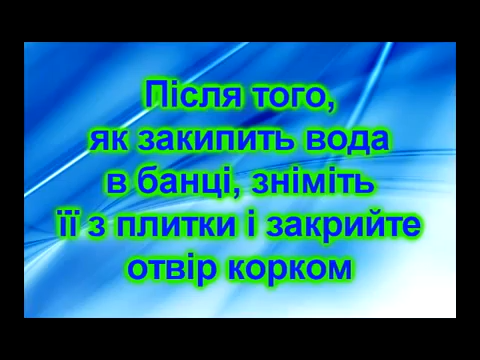 Після того,
як закипить вода
в банці, зніміть
її з плитки і закрийте
отвір корком